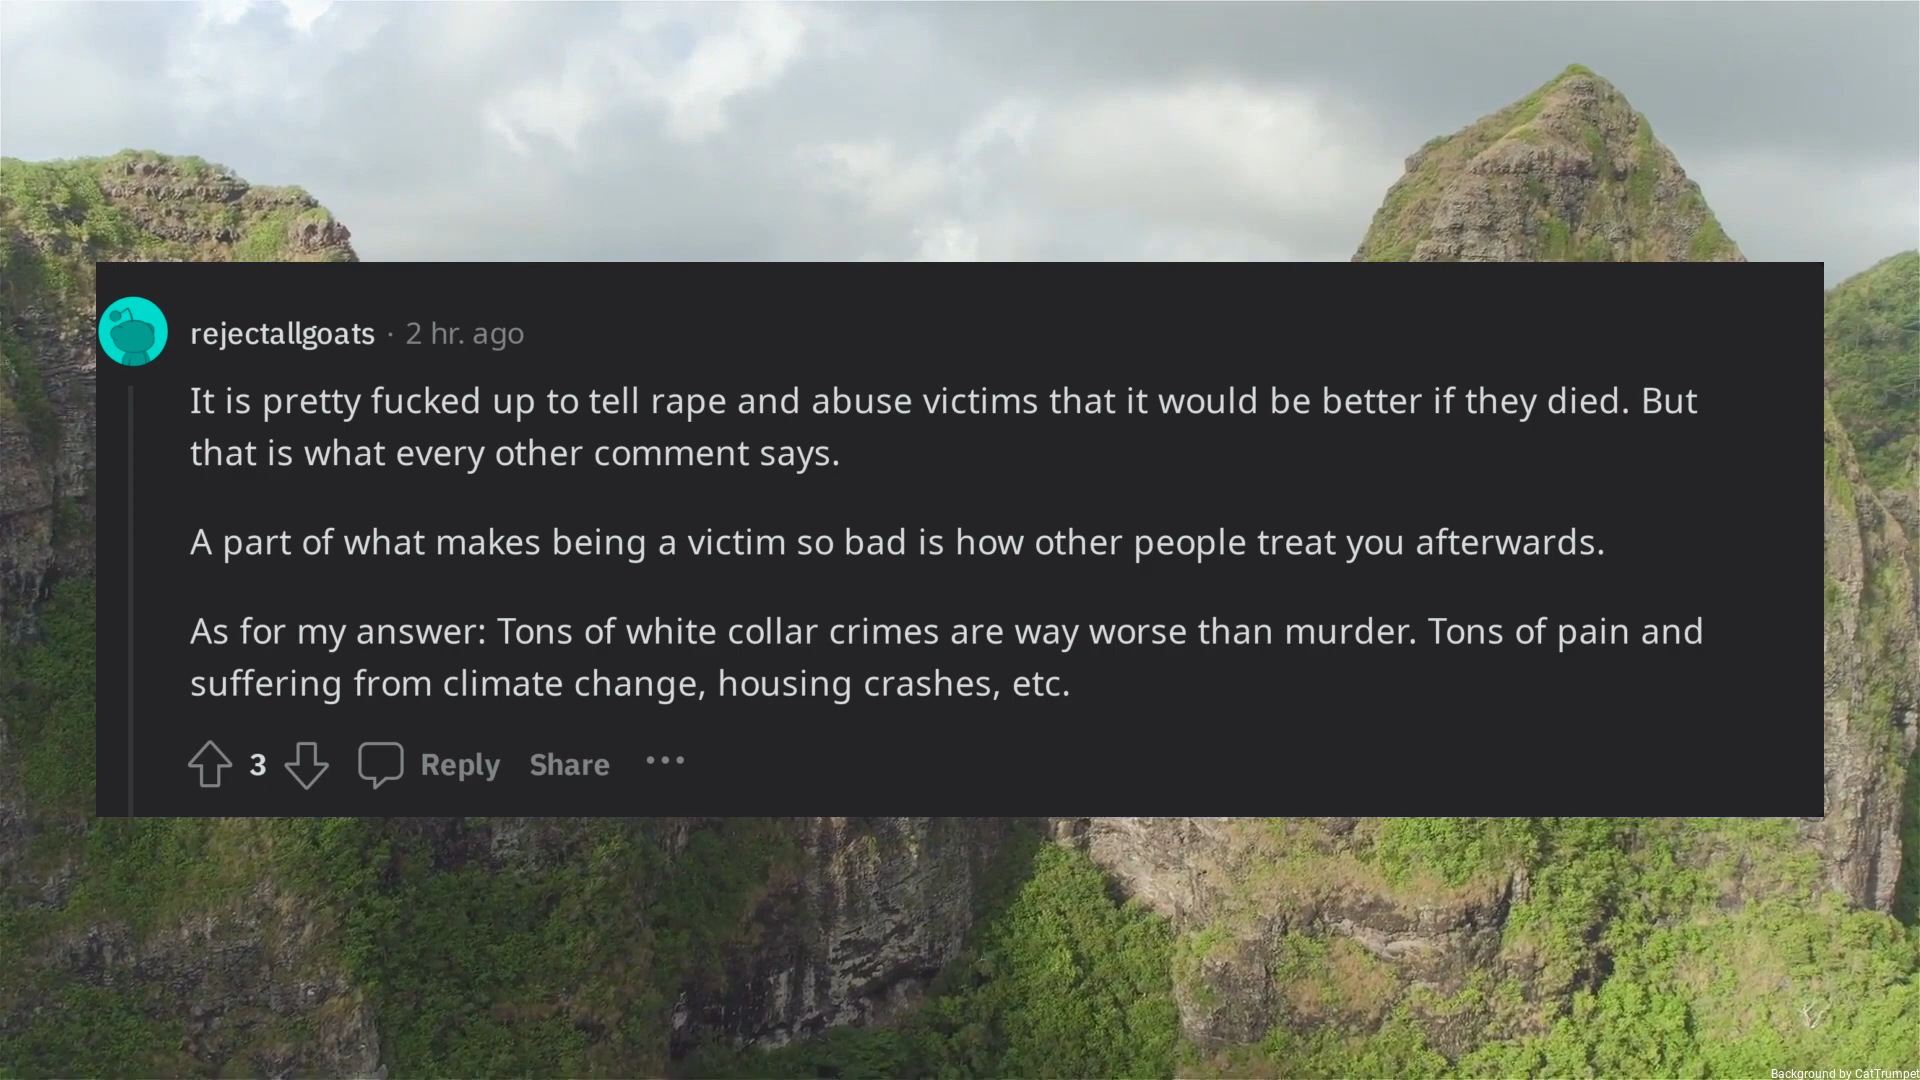 rejectallgoats · 2 hr. ago
It is pretty fucked up to tell rape and abuse victims that it would be better if they died. But
that is what every other comment says.
A part of what makes being a victim so bad is how other people treat you afterwards.
As for my answer: Tons of white collar crimes are way worse than murder. Tons of pain and
suffering from climate change, housing crashes, etc.
3 Reply Share ...
Background by CatTrumpet